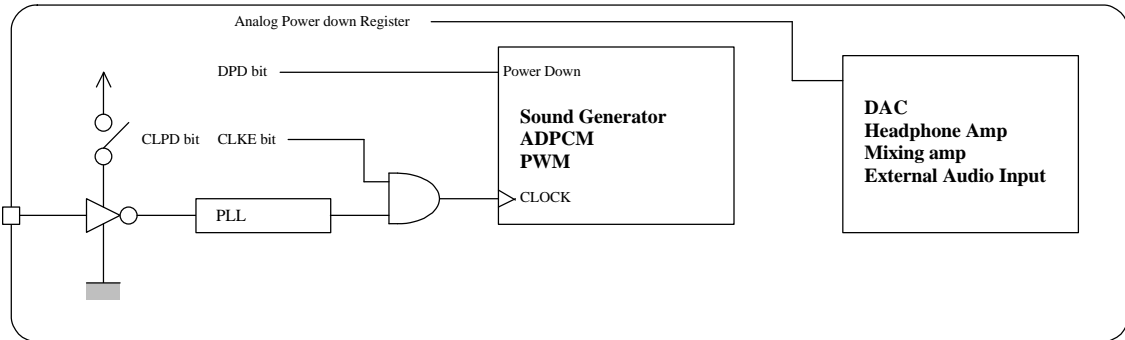 Analog Power down Register
DPD bit
Power Down
CLPD bit
CLKE bit
Sound Generator
ADPCM
PWM
CLOCK
PLL
DAC
Headphone Amp
Mixing amp
External Audio Input